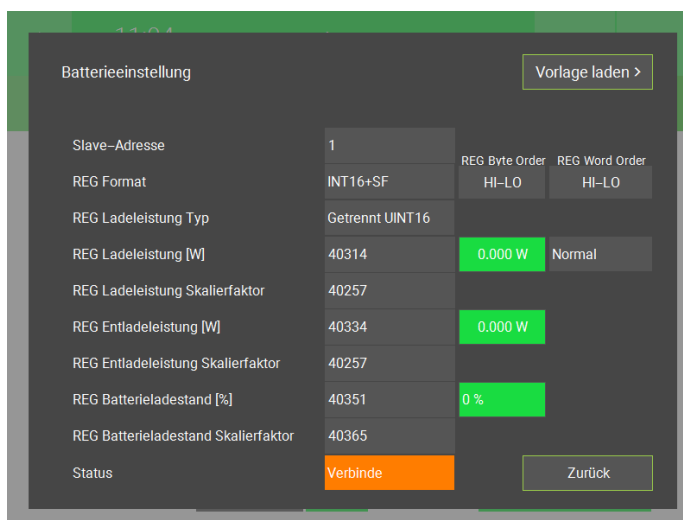 11:04
Batterieeinstellung
Vorlage laden >
Slave-Adresse 1
REG Byte Order REG Word Order
REG Format INT16+SF HI-LO HI-LO
REG Ladeleistung Typ Getrennt UINT16
REG Ladeleistung [W] 40314 0.000 W Normal
REG Ladeleistung Skalierfaktor 40257
REG Entladeleistung [W] 40334 0.000 W
REG Entladeleistung Skalierfaktor 40257
REG Batterieladestand [%] 40351 0 %
REG Batterieladestand Skalierfaktor 40365
Status Verbinde Zurück